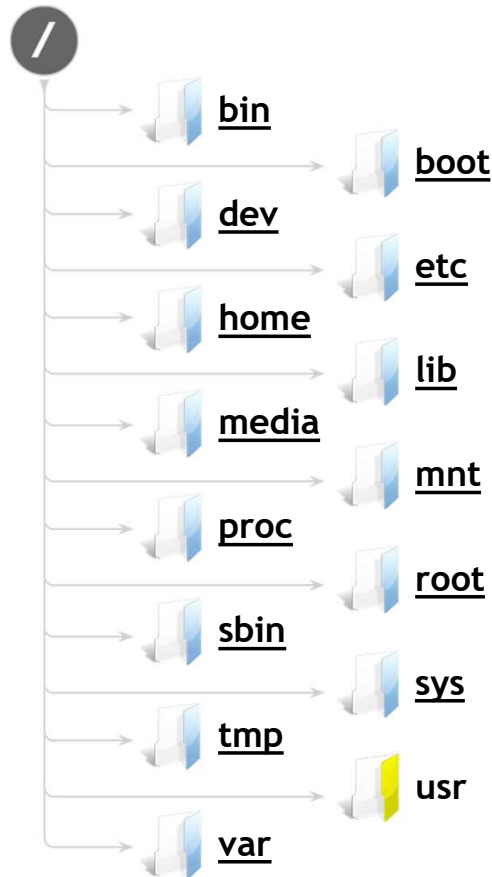 /
bin
boot
dev
etc
home
lib
media
mnt
proc
root
sbin
sys
tmp
usr
var